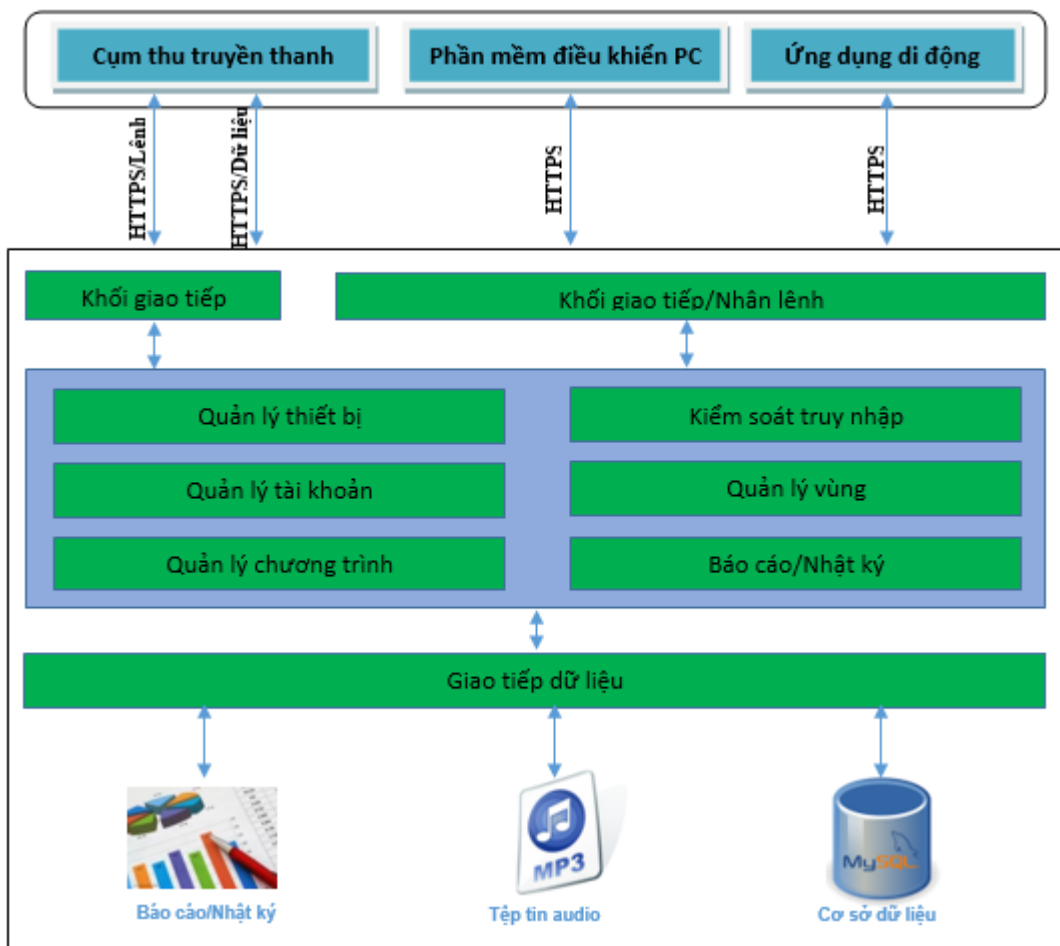 Cụm thu truyền thanh
Phần mềm điều khiển PC
Ứng dụng di động
HTTPS/Lênh
HTTPS/Dữ liệu
HTTPS
HTTPS
Khối giao tiếp
Khối giao tiếp/Nhân lênh
Quản lý thiết bị
Kiểm soát truy nhập
Quản lý tài khoản
Quản lý vùng
Quản lý chương trình
Báo cáo/Nhật ký
Giao tiếp dữ liệu
MP3
MySQL
Báo cáo/Nhật ký
Tệp tin audio
Cơ sở dữ liệu